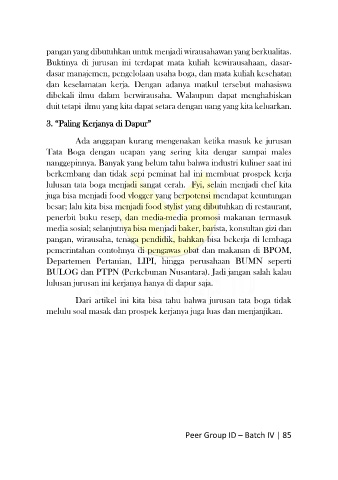 pangan yang dibutuhkan untuk menjadi wirausahawan yang berkualitas.
Buktinya di jurusan ini terdapat mata kuliah kewirausahaan, dasar-
dasar manajemen, pengelolaan usaha boga, dan mata kuliah kesehatan
dan keselamatan kerja. Dengan adanya matkul tersebut mahasiswa
dibekali ilmu dalam berwirausaha. Walaupun dapat menghabiskan
duit tetapi ilmu yang kita dapat setara dengan uang yang kita keluarkan.
3. "Paling Kerjanya di Dapur"
Ada anggapan kurang mengenakan ketika masuk ke jurusan
Tata Boga dengan ucapan yang sering kita dengar sampai males
nanggepinnya. Banyak yang belum tahu bahwa industri kuliner saat ini
berkembang dan tidak sepi peminat hal ini membuat prospek kerja
lulusan tata boga menjadi sangat cerah. Fyi, selain menjadi chef kita
juga bisa menjadi food vlogger yang berpotensi mendapat keuntungan
besar; lalu kita bisa menjadi food stylist yang dibutuhkan di restaurant,
penerbit buku resep, dan media-media promosi makanan termasuk
media sosial; selanjutnya bisa menjadi baker, barista, konsultan gizi dan
pangan, wirausaha, tenaga pendidik, bahkan bisa bekerja di lembaga
pemerintahan contohnya di pengawas obat dan makanan di BPOM,
Departemen Pertanian, LIPI, hingga perusahaan BUMN seperti
BULOG dan PTPN (Perkebunan Nusantara). Jadi jangan salah kalau
lulusan jurusan ini kerjanya hanya di dapur saja.
Dari artikel ini kita bisa tahu bahwa jurusan tata boga tidak
melulu soal masak dan prospek kerjanya juga luas dan menjanjikan.
Peer Group ID – Batch IV | 85